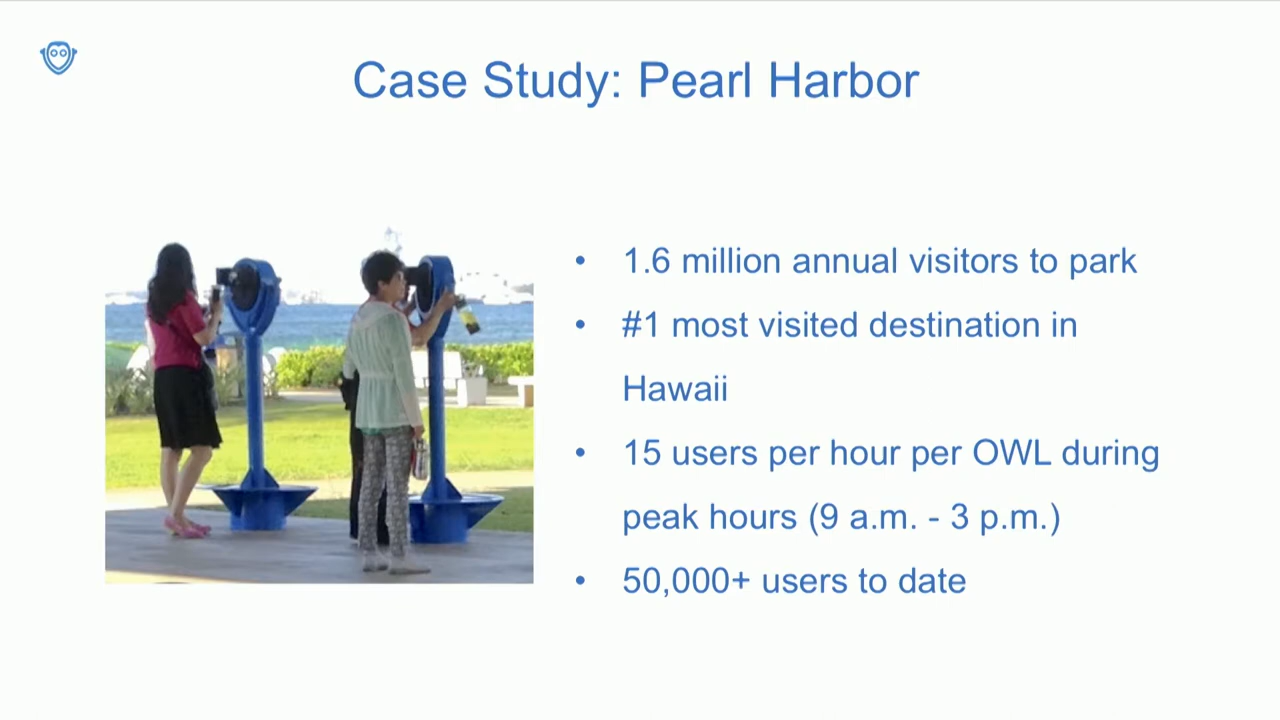 Case Study: Pearl Harbor
• 1.6 million annual visitors to park
• #1 most visited destination in
Hawaii
• 15 users per hour per OWL during
peak hours (9 a.m. - 3 p.m.)
• 50,000+ users to date